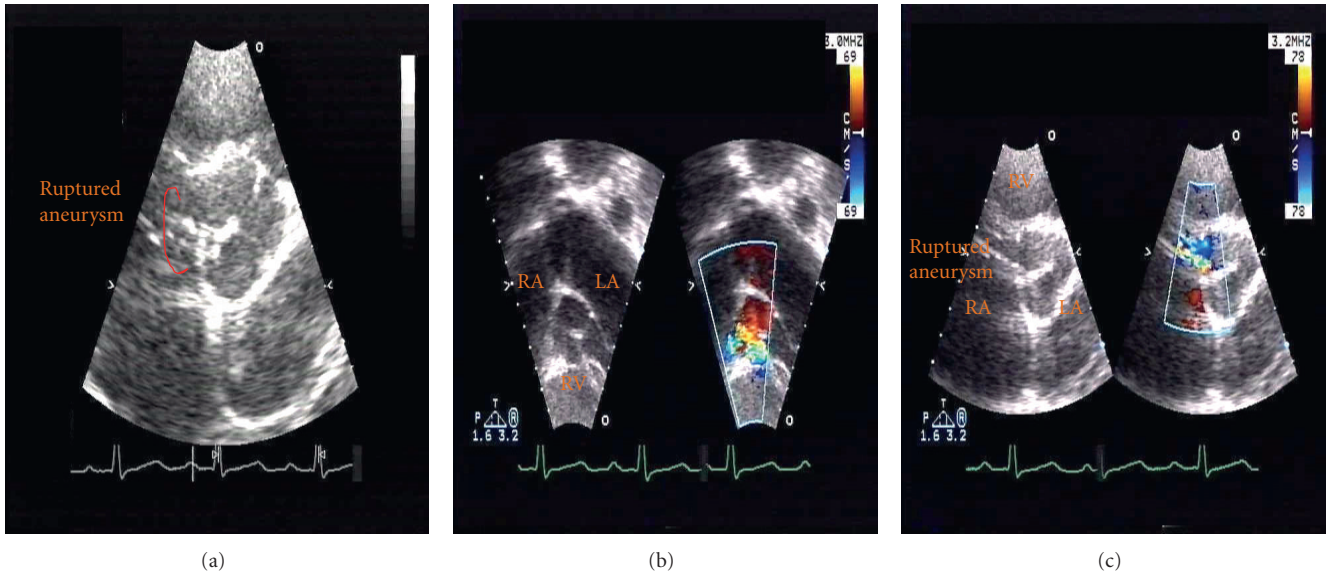 Ruptured
aneurysm
(a)
3.0MHZ
69
CM/S
69
RA
LA
RV
T
P R
1.6 3.2
(b)
3.2MHZ
78
CM/S
78
RV
Ruptured
aneurysm
RA
LA
T
P R
1.6 3.2
(c)